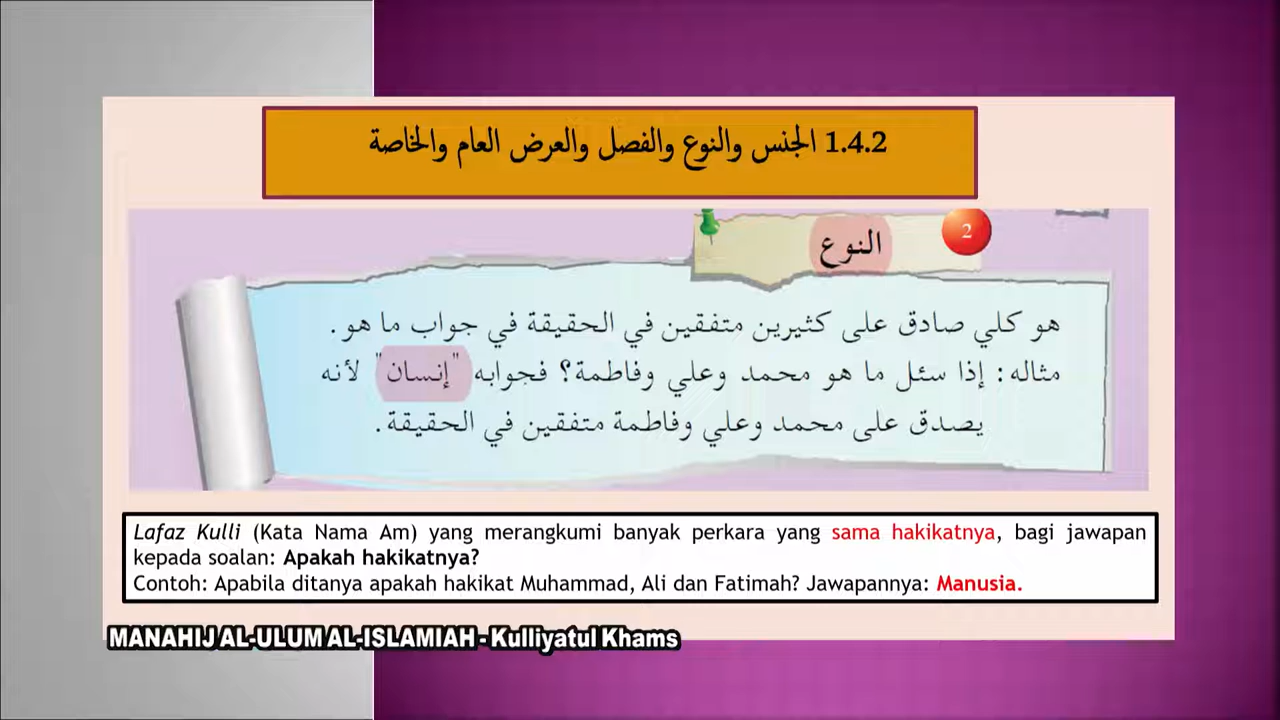 1.4.2 الجنس والنوع والفصل والعرض العام والخاصة
2
النوع
هو كلي صادق على كثيرين متفقين في الحقيقة في جواب ما هو.
مثاله: إذا سئل ما هو محمد وعلي وفاطمة؟ فجوابه "إنسان" لأنه
يصدق على محمد وعلي وفاطمة متفقين في الحقيقة.
Lafaz Kulli (Kata Nama Am) yang merangkumi banyak perkara yang sama hakikatnya, bagi jawapan
kepada soalan: Apakah hakikatnya?
Contoh: Apabila ditanya apakah hakikat Muhammad, Ali dan Fatimah? Jawapannya: Manusia.
MANAHIJ AL-ULUM AL-ISLAMIAH - Kulliyatul Khams